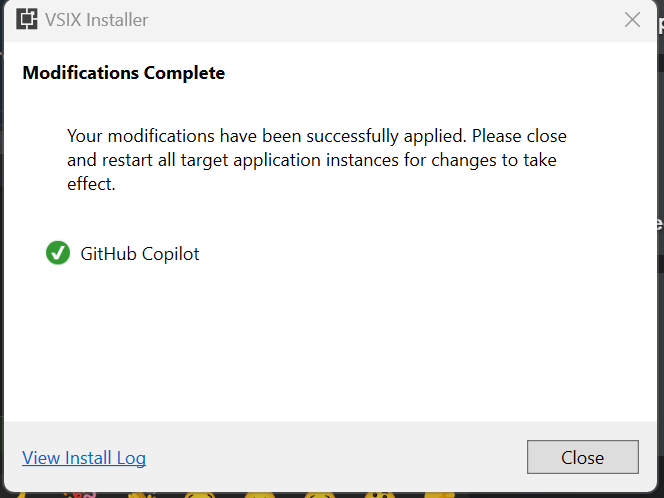 VSIX Installer
Modifications Complete
Your modifications have been successfully applied. Please close
and restart all target application instances for changes to take
effect.
GitHub Copilot
View Install Log
Close